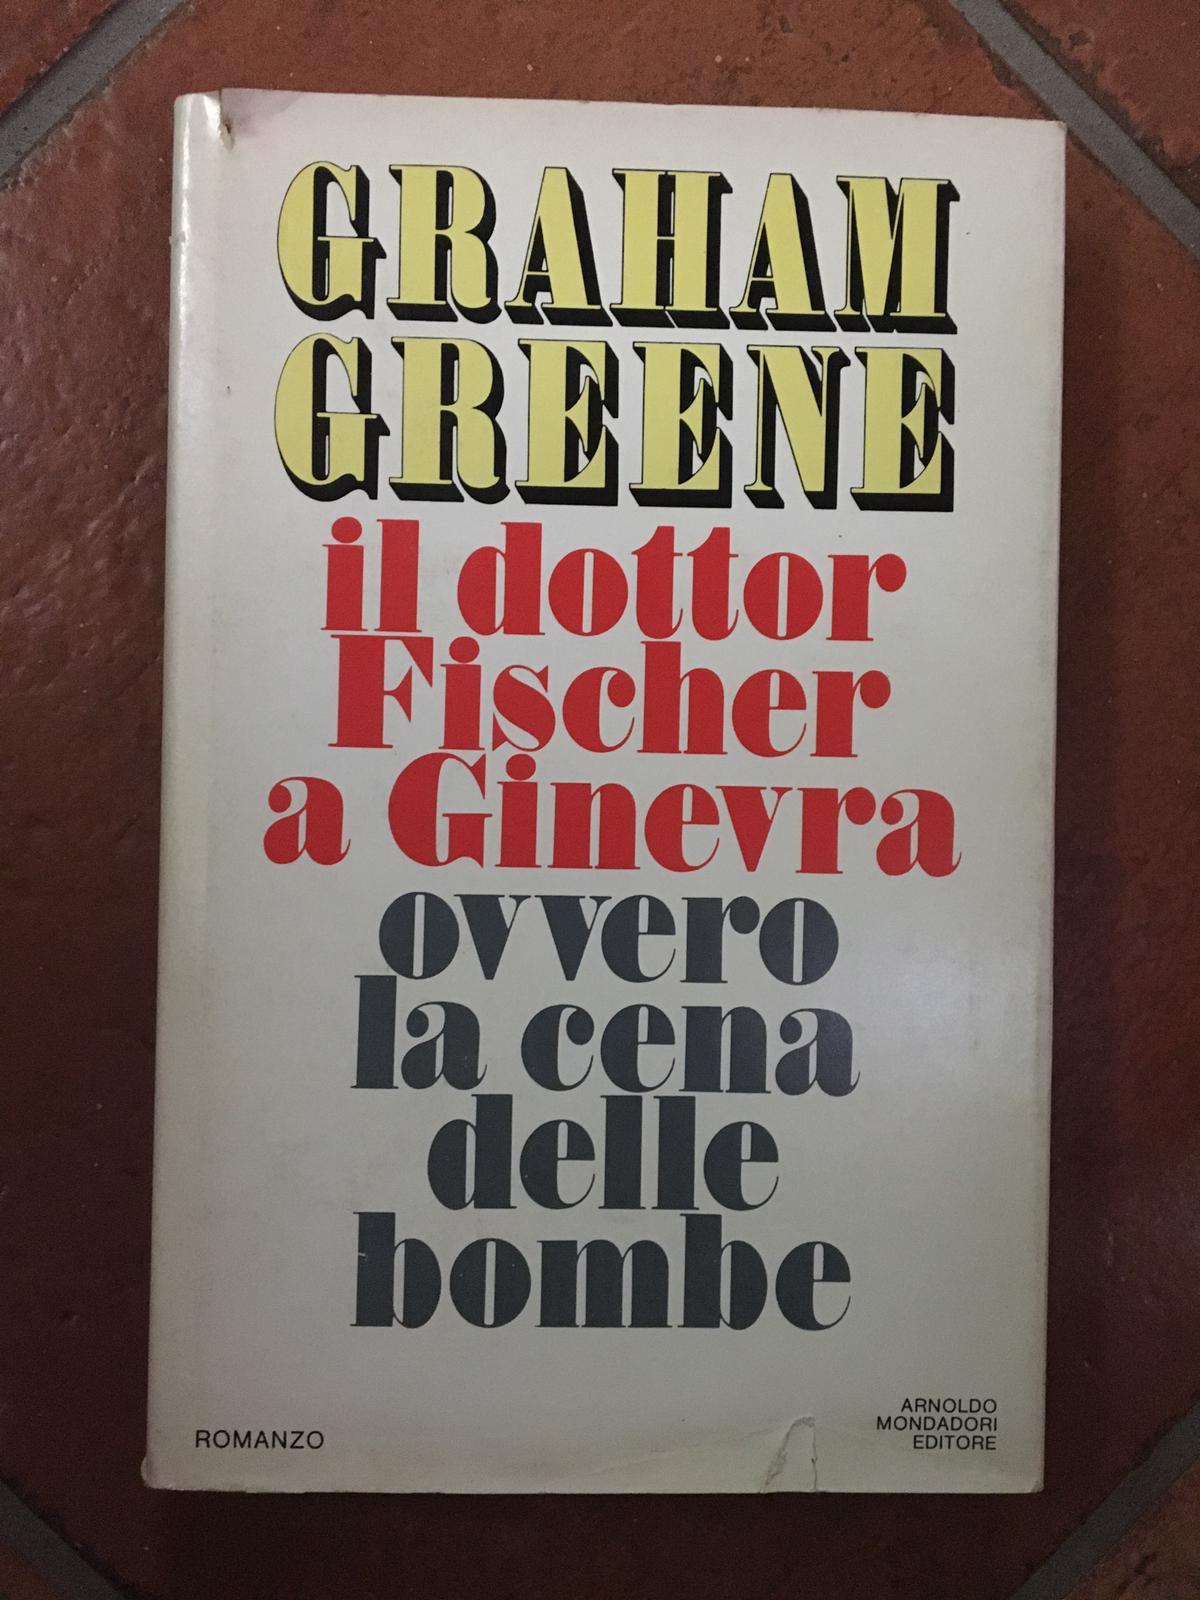 GRAHAM
GREENE
il dottor
Fischer
a Ginevra
ovvero
la cena
delle
bombe
ROMANZO
ARNOLDO
MONDADORI
EDITORE